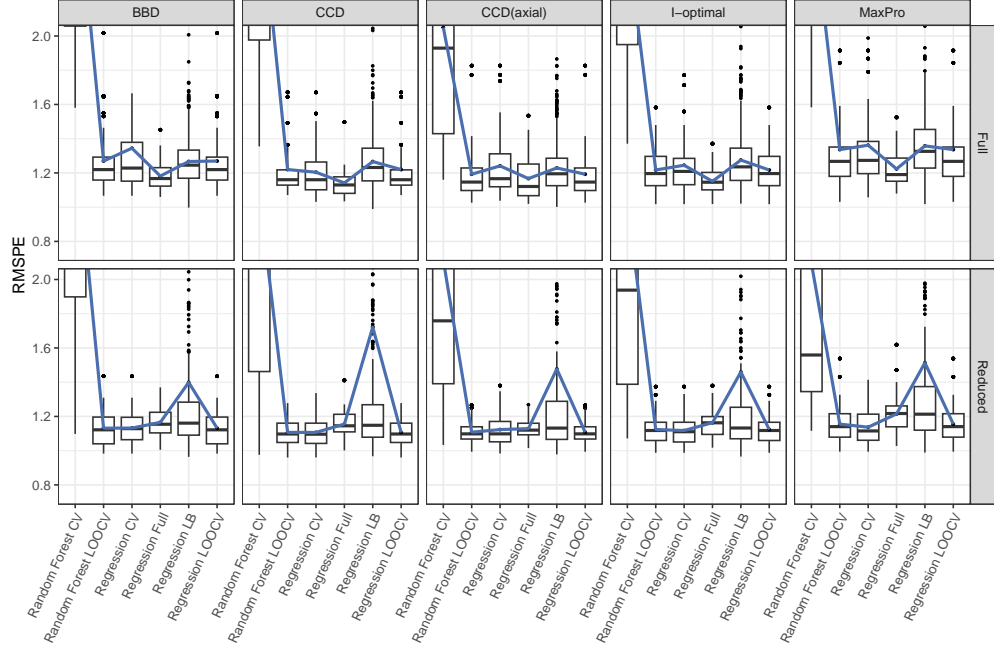 BBD CCD CCD(axial) I−optimal MaxPro
2.0
1.6
1.2
0.8
Full
RMSPE
2.0
1.6
1.2
0.8
Reduced
Random Forest CV
Random Forest LOOCV
Regression CV
Regression Full
Regression LB
Regression LOOCV
Random Forest CV
Random Forest LOOCV
Regression CV
Regression Full
Regression LB
Regression LOOCV
Random Forest CV
Random Forest LOOCV
Regression CV
Regression Full
Regression LB
Regression LOOCV
Random Forest CV
Random Forest LOOCV
Regression CV
Regression Full
Regression LB
Regression LOOCV
Random Forest CV
Random Forest LOOCV
Regression CV
Regression Full
Regression LB
Regression LOOCV